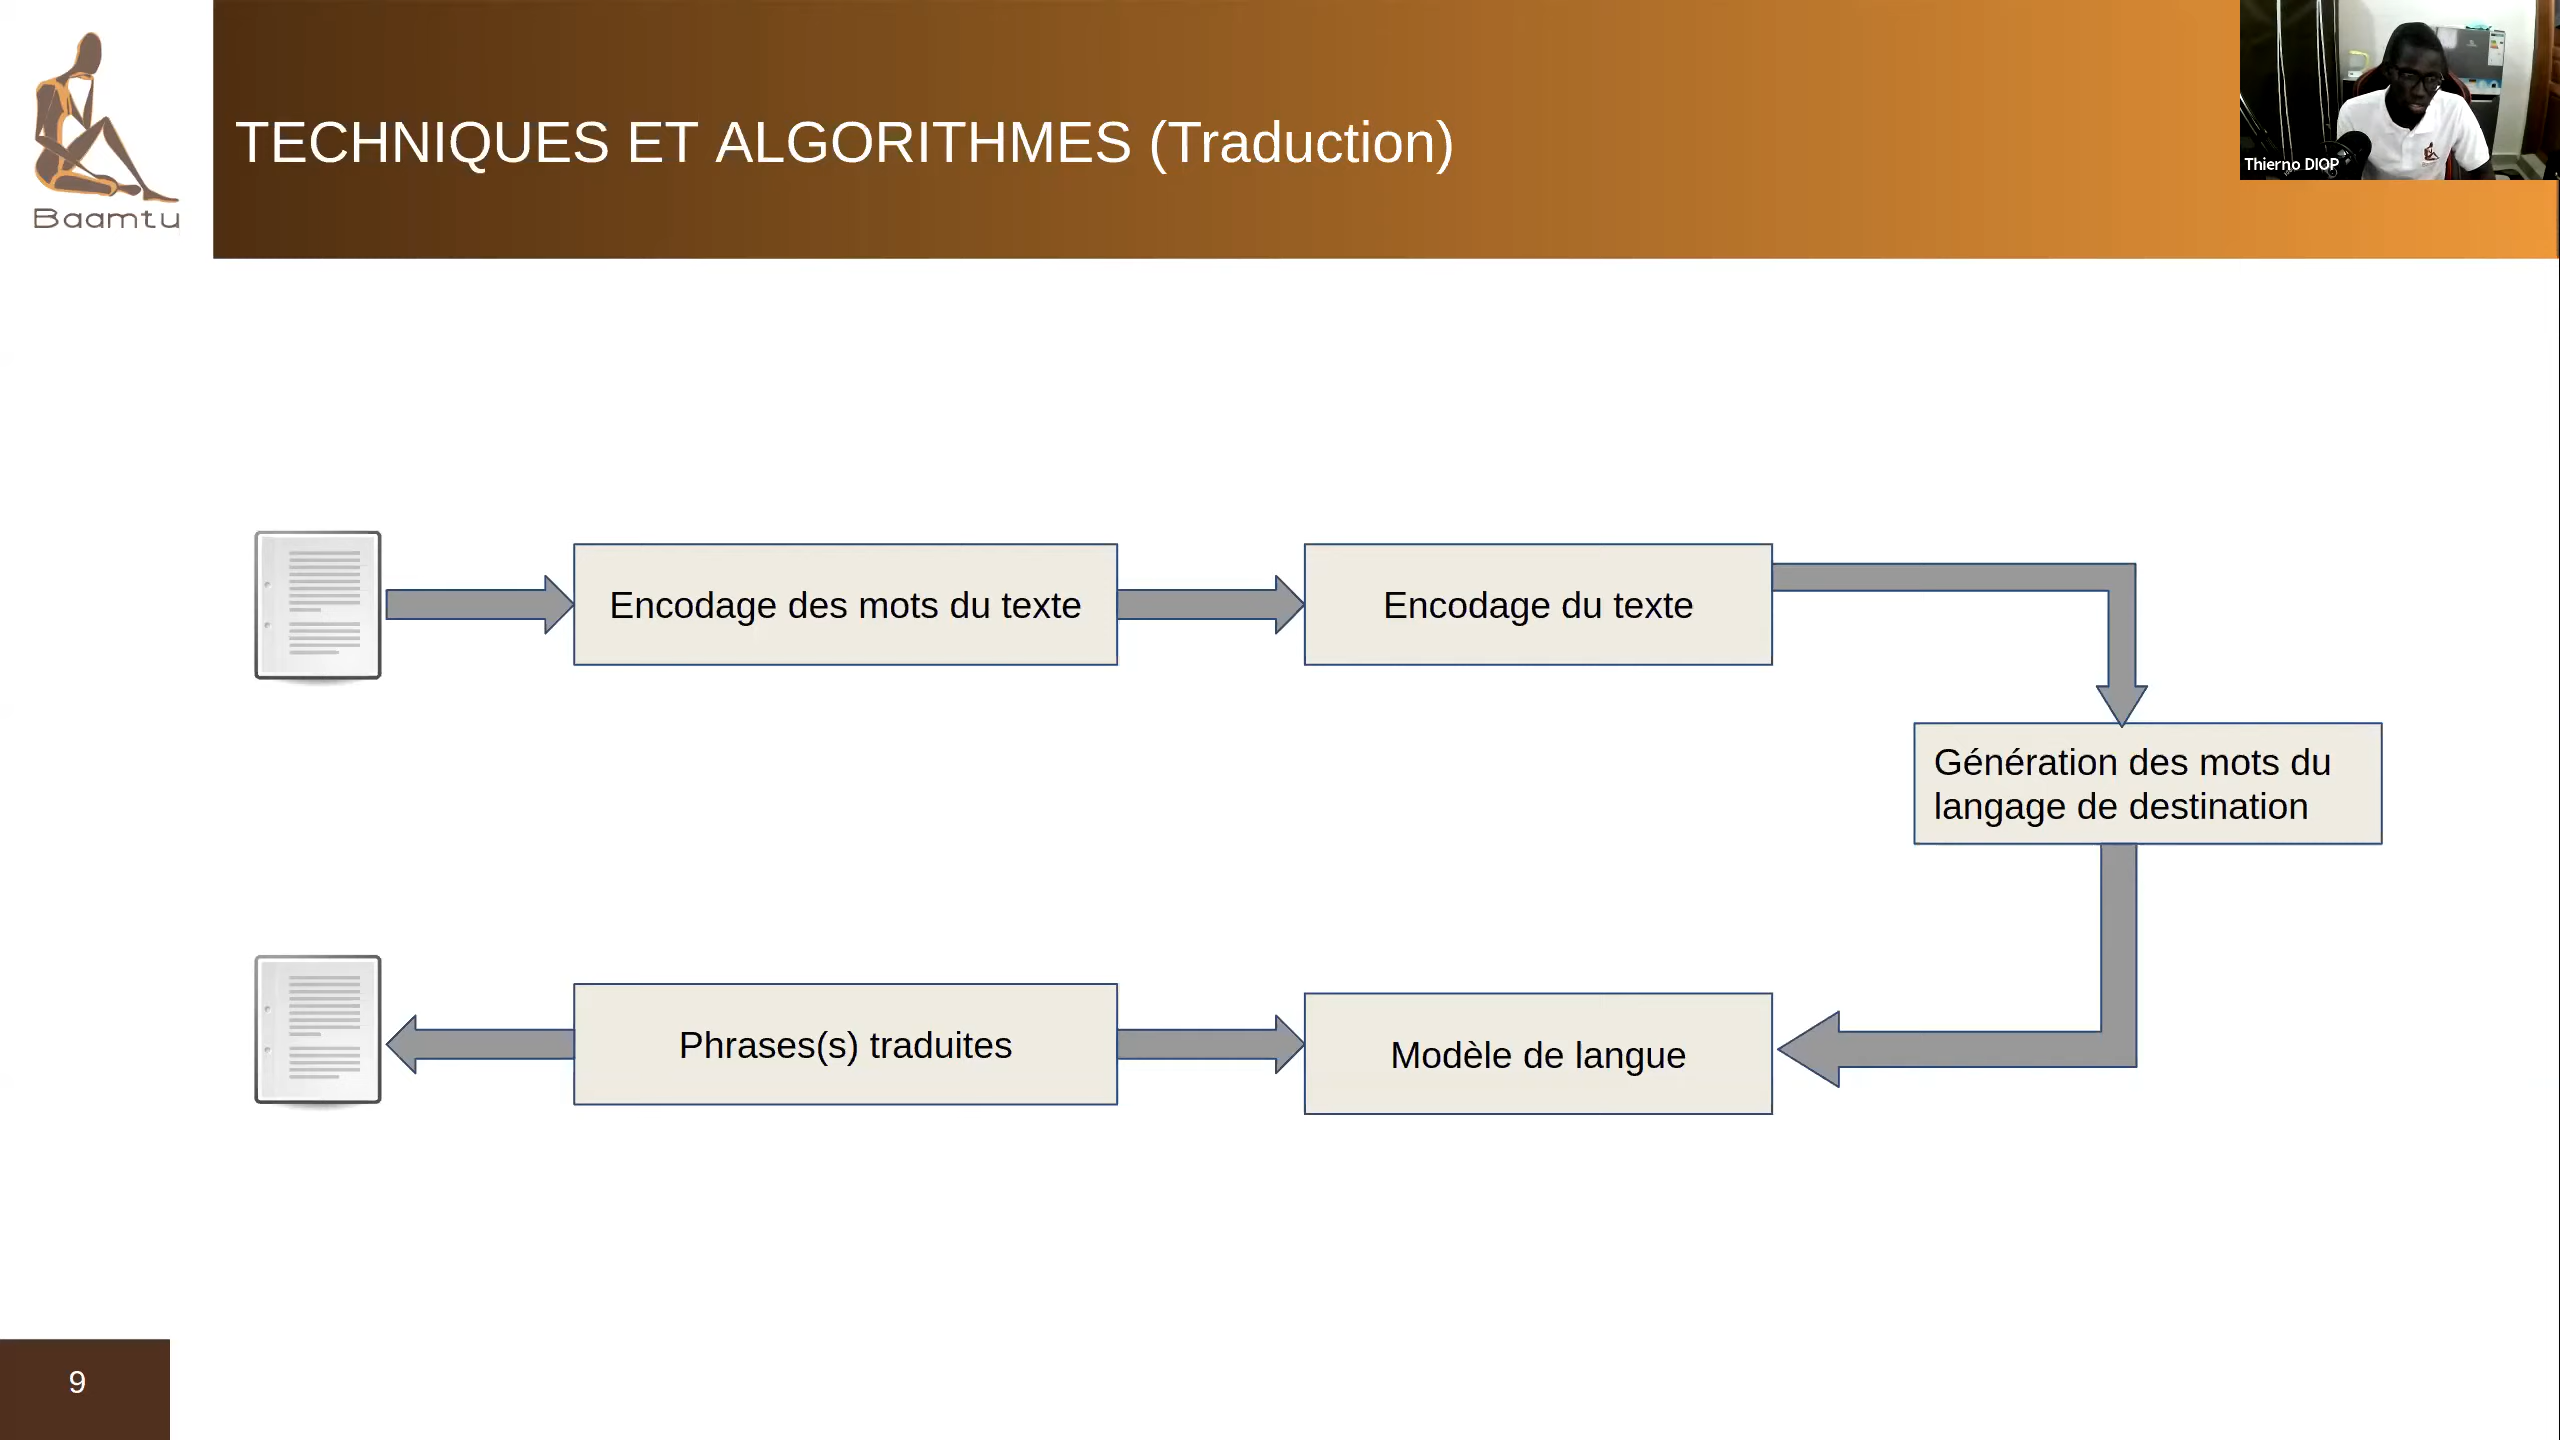 Baamtu
TECHNIQUES ET ALGORITHMES (Traduction)
Thierno DIOP
Encodage des mots du texte
Encodage du texte
Génération des mots du
langage de destination
Phrases(s) traduites
Modèle de langue
9